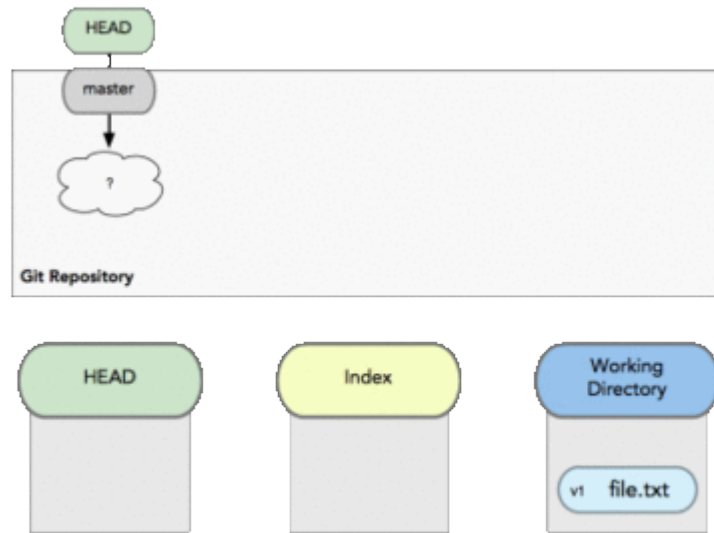 HEAD
master
?
Git Repository
HEAD
Index
Working
Directory
v1 file.txt